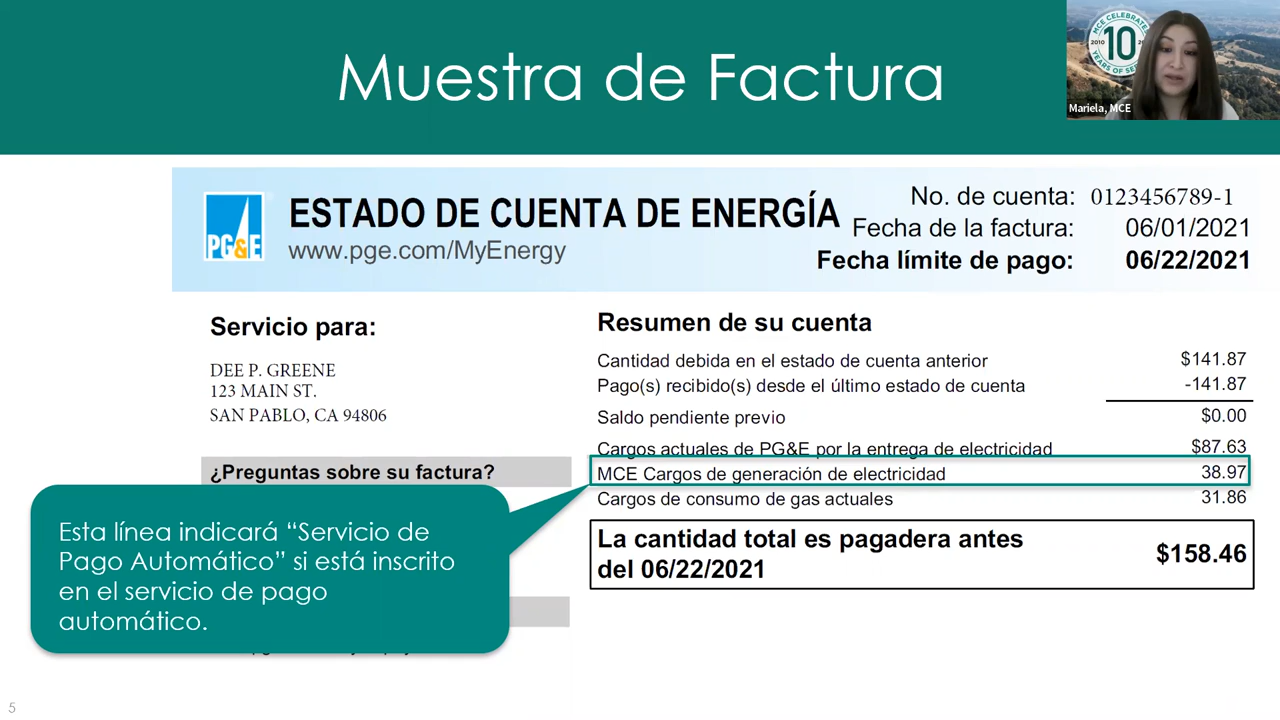 Muestra de Factura
MCE CELEBRATES
10
2010
YEARS OF SE
Mariela, MCE
PG&E
ESTADO DE CUENTA DE ENERGÍA
www.pge.com/MyEnergy
No. de cuenta: 0123456789-1
Fecha de la factura: 06/01/2021
Fecha límite de pago: 06/22/2021
Servicio para:
DEE P. GREENE
123 MAIN ST.
SAN PABLO, CA 94806
¿Preguntas sobre su factura?
Esta línea indicará “Servicio de
Pago Automático” si está inscrito
en el servicio de pago
automático.
Resumen de su cuenta
Cantidad debida en el estado de cuenta anterior $141.87
Pago(s) recibido(s) desde el último estado de cuenta -141.87
Saldo pendiente previo $0.00
Cargos actuales de PG&E por la entrega de electricidad $87.63
MCE Cargos de generación de electricidad 38.97
Cargos de consumo de gas actuales 31.86
La cantidad total es pagadera antes
del 06/22/2021 $158.46
5